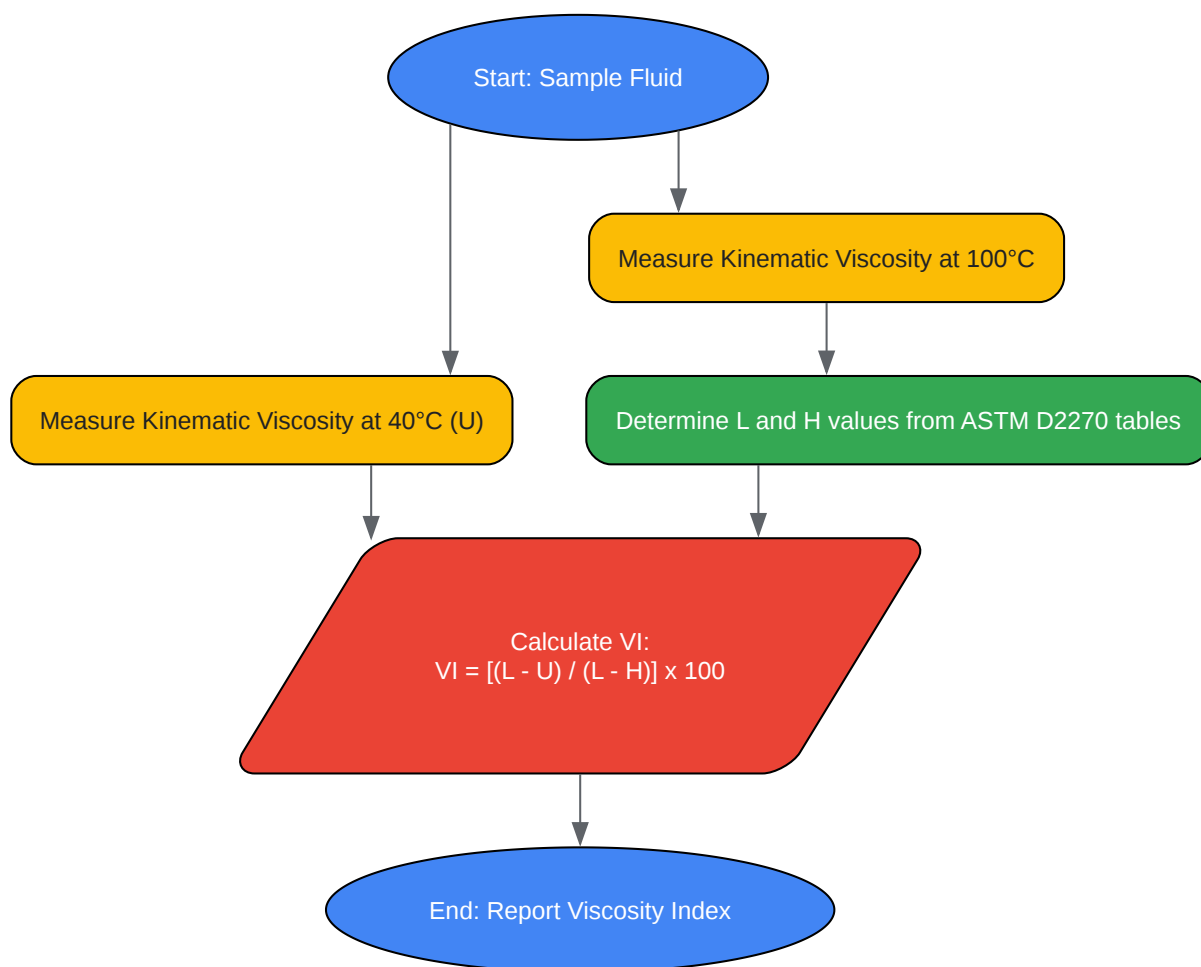 Start: Sample Fluid
Measure Kinematic Viscosity at 100°C
Measure Kinematic Viscosity at 40°C (U)
Determine L and H values from ASTM D2270 tables
Calculate VI:
VI = [(L - U) / (L - H)] x 100
End: Report Viscosity Index